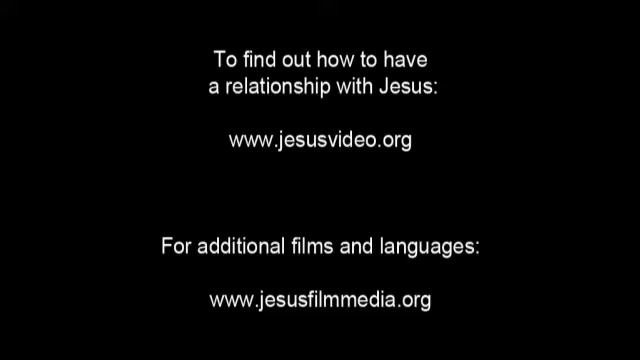 To find out how to have
a relationship with Jesus:
www.jesusvideo.org
For additional films and languages:
www.jesusfilmmedia.org